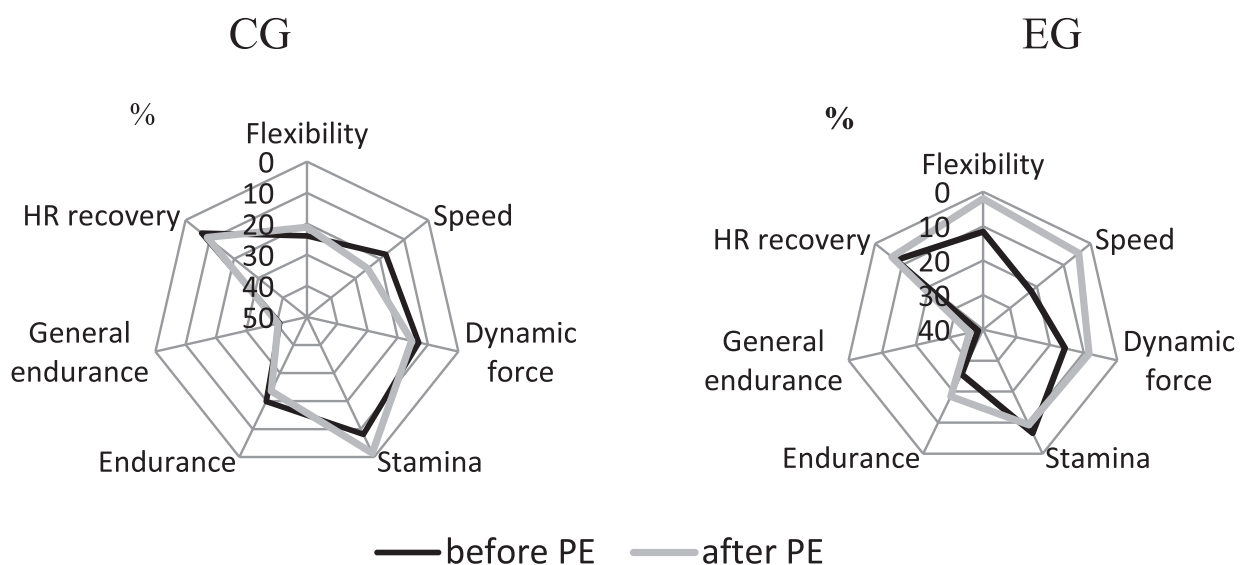 CG
%
Flexibility
0
10
20
30
40
50
HR recovery
Speed
General
endurance
Dynamic
force
Endurance
Stamina
EG
%
Flexibility
0
10
20
30
40
HR recovery
Speed
General
endurance
Dynamic
force
Endurance
Stamina
before PE
after PE